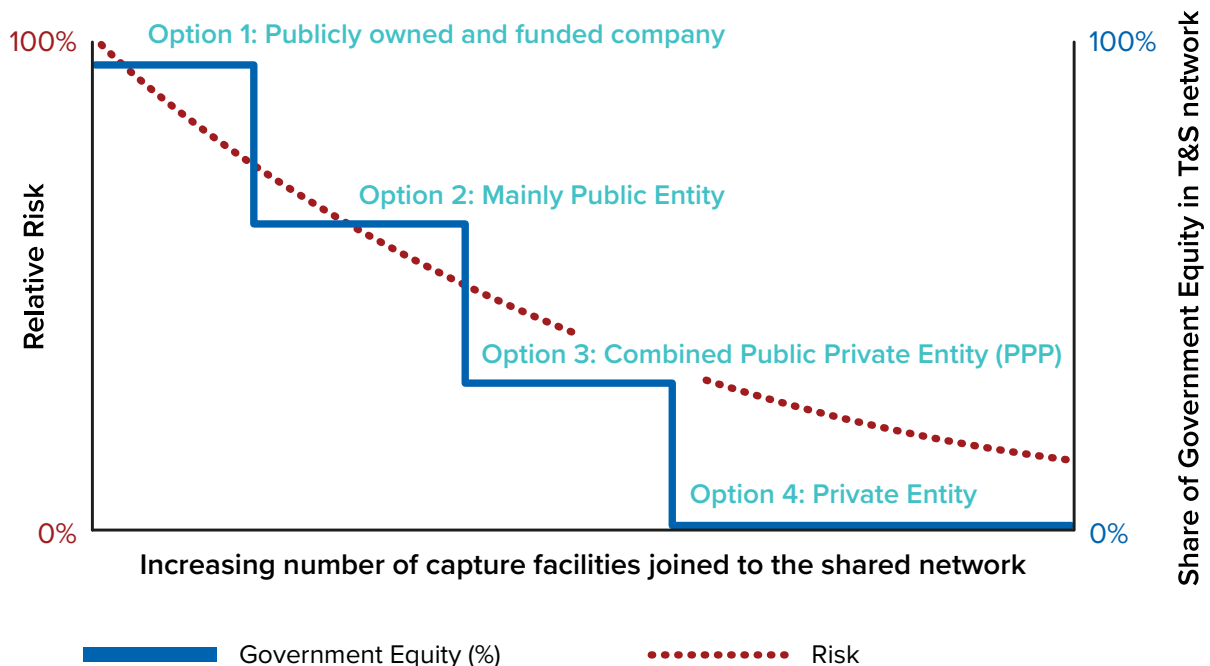 Option 1: Publicly owned and funded company
100%
100%
Option 2: Mainly Public Entity
Relative Risk
Share of Government Equity in T&S network
Option 3: Combined Public Private Entity (PPP)
Option 4: Private Entity
0%
0%
Increasing number of capture facilities joined to the shared network
Government Equity (%)
Risk